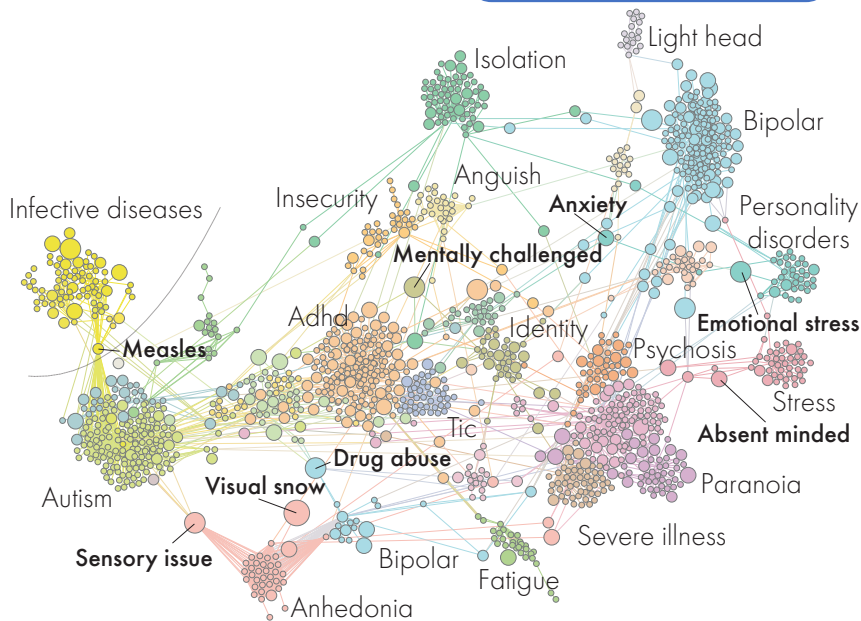 Light head
Isolation
Bipolar
Anguish
Insecurity
Infective diseases
Anxiety
Personality
disorders
Mentally challenged
Adhd
Identity
Emotional stress
Measles
Psychosis
Stress
Tic
Absent minded
Drug abuse
Autism
Visual snow
Paranoia
Sensory issue
Bipolar
Severe illness
Fatigue
Anhedonia